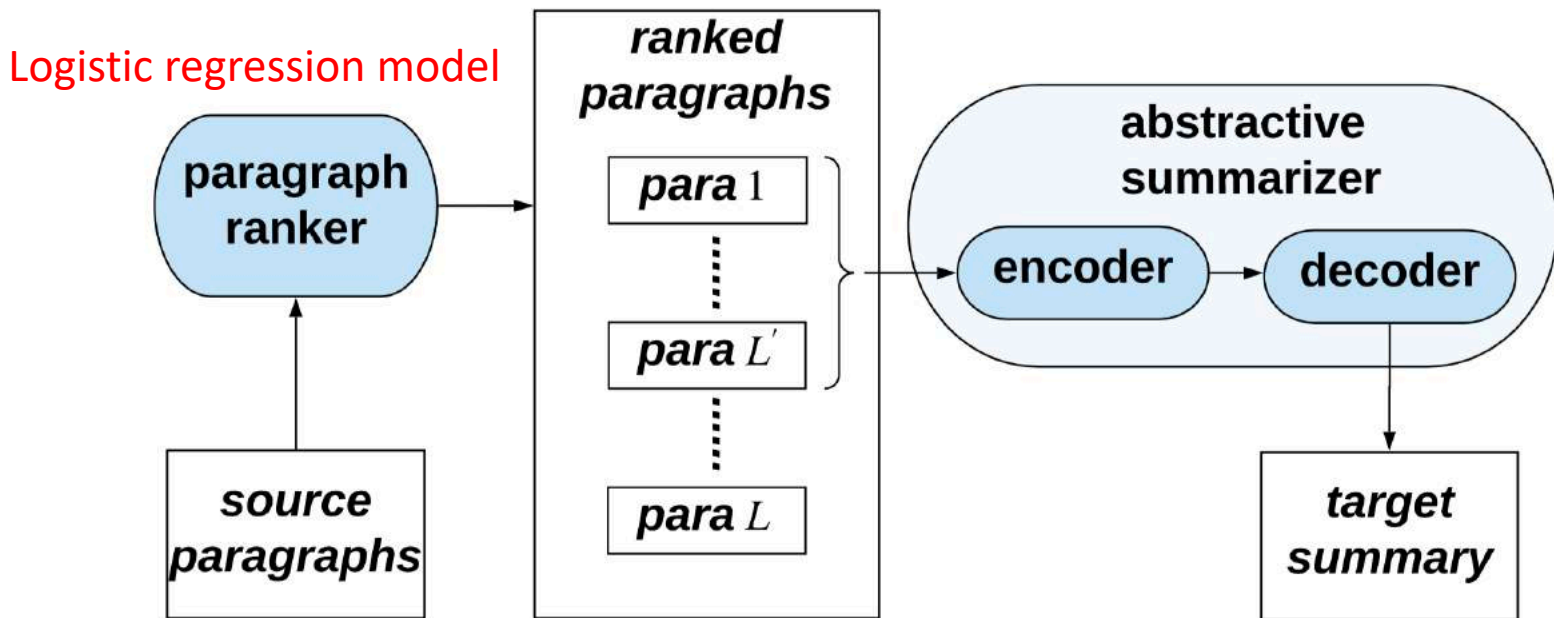 Logistic regression model
paragraph
ranker
source
paragraphs
ranked
paragraphs
para 1
para L′
para L
abstractive
summarizer
encoder
decoder
target
summary